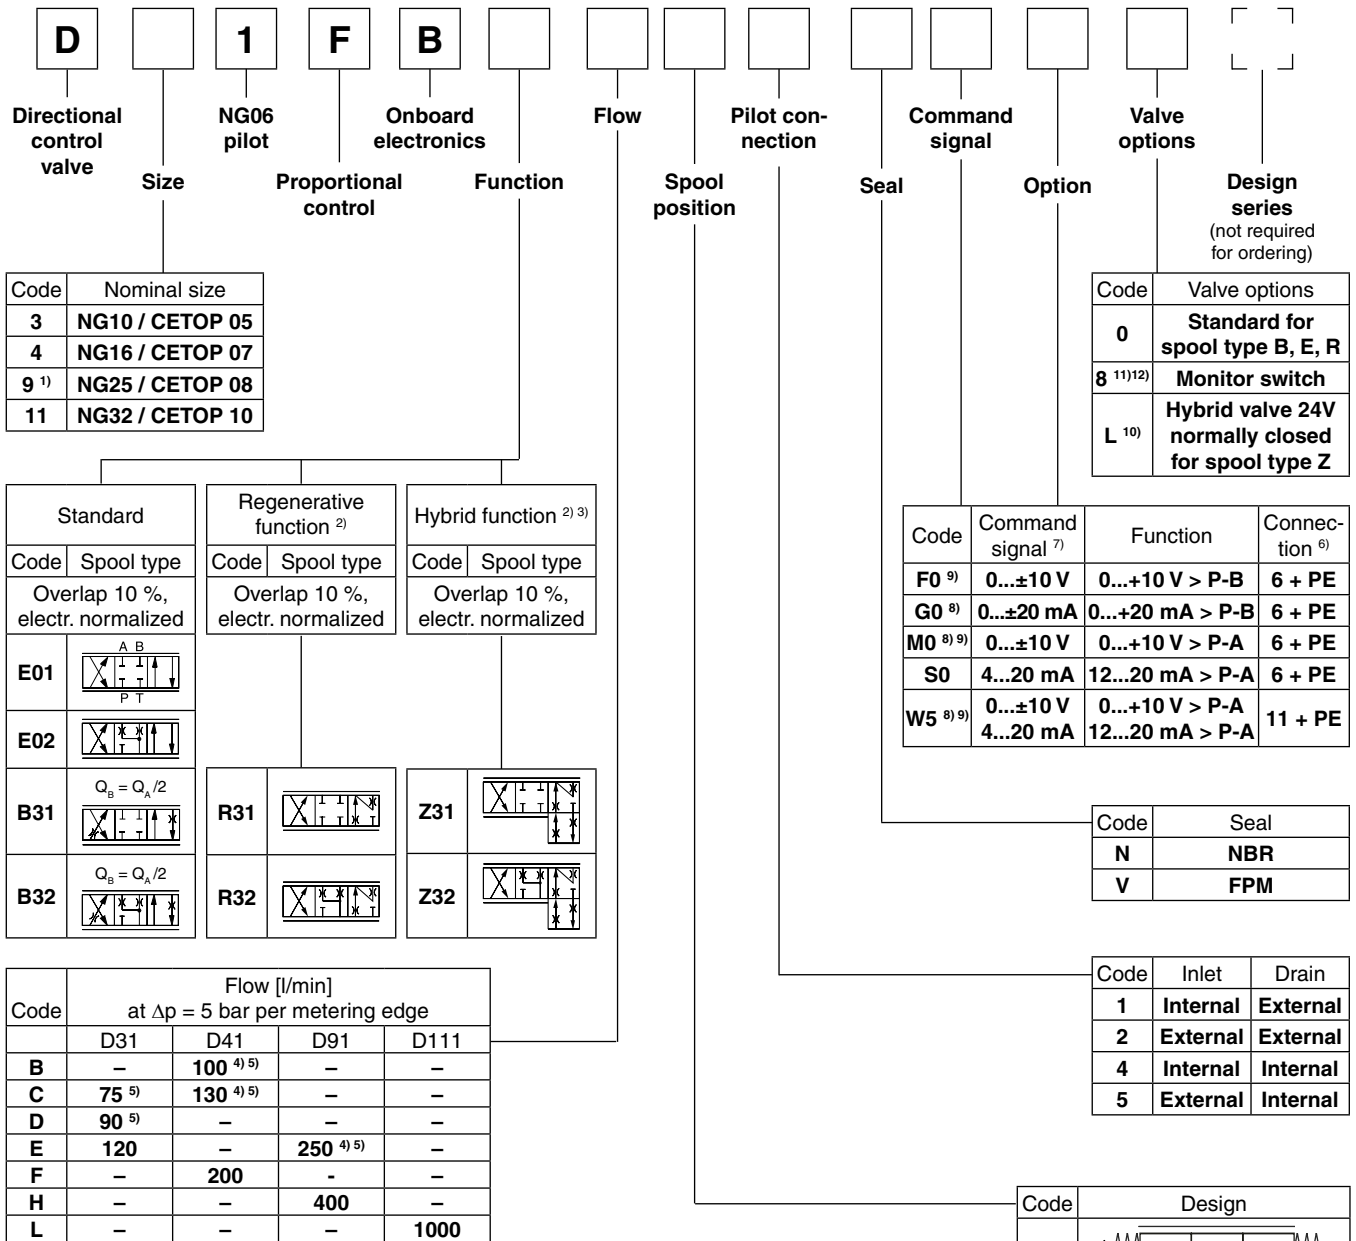 D 1 F B
Directional control valve
Size
NG06 pilot
Proportional control
Onboard electronics
Function
Flow
Spool position
Pilot con-nection
Seal
Command signal
Option
Valve options
Design series
(not required for ordering)
Code Nominal size
3 NG10 / CETOP 05
4 NG16 / CETOP 07
9 1) NG25 / CETOP 08
11 NG32 / CETOP 10
Code Valve options
0 Standard for spool type B, E, R
8 11)12) Monitor switch
L 10) Hybrid valve 24V normally closed for spool type Z
Standard
Code Spool type
Overlap 10 %,
electr. normalized
E01 A B P T
E02
B31 QB = QA/2
B32 QB = QA/2
Regenerative function 2)
Code Spool type
Overlap 10 %,
electr. normalized
R31
R32
Hybrid function 2) 3)
Code Spool type
Overlap 10 %,
electr. normalized
Z31
Z32
Code Command signal 7) Function Connec-tion 6)
F0 9) 0...±10 V 0...+10 V > P-B 6 + PE
G0 8) 0...±20 mA 0...+20 mA > P-B 6 + PE
M0 8) 9) 0...±10 V 0...+10 V > P-A 6 + PE
S0 4...20 mA 12...20 mA > P-A 6 + PE
W5 8) 9) 0...±10 V 0...+10 V > P-A 11 + PE
4...20 mA 12...20 mA > P-A
Code Seal
N NBR
V FPM
Code Inlet Drain
1 Internal External
2 External External
4 Internal Internal
5 External Internal
Code Flow [l/min]
at Δp = 5 bar per metering edge
D31 D41 D91 D111
B – 100 4) 5) – –
C 75 5) 130 4) 5) – –
D 90 5) – – –
E 120 – 250 4) 5) –
F – 200 - –
H – – 400 –
L – – – 1000
Code Design